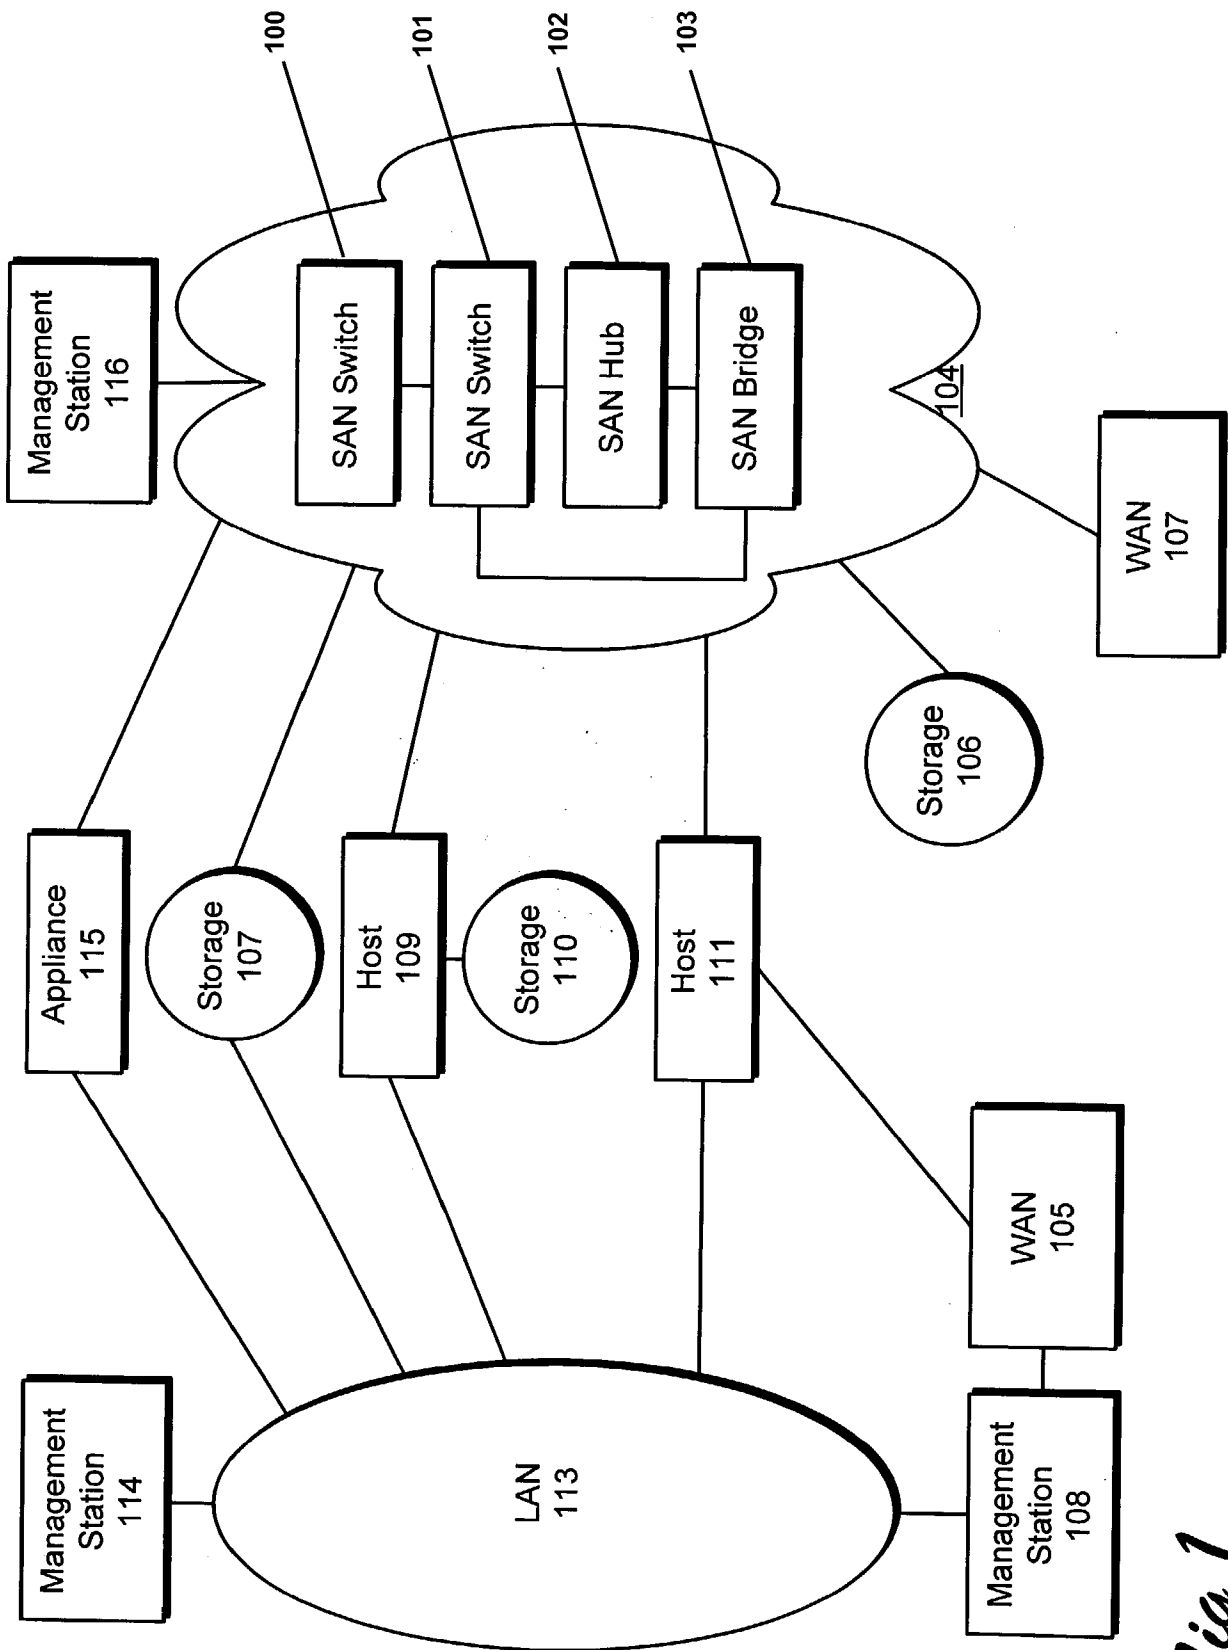 Management
Station
114
Appliance
115
Management
Station
116
Storage
107
100
SAN Switch
Host
109
101
SAN Switch
Storage
110
LAN
113
102
SAN Hub
Host
111
103
SAN Bridge
104
Storage
106
Management
Station
108
WAN
105
WAN
107
Fig 1